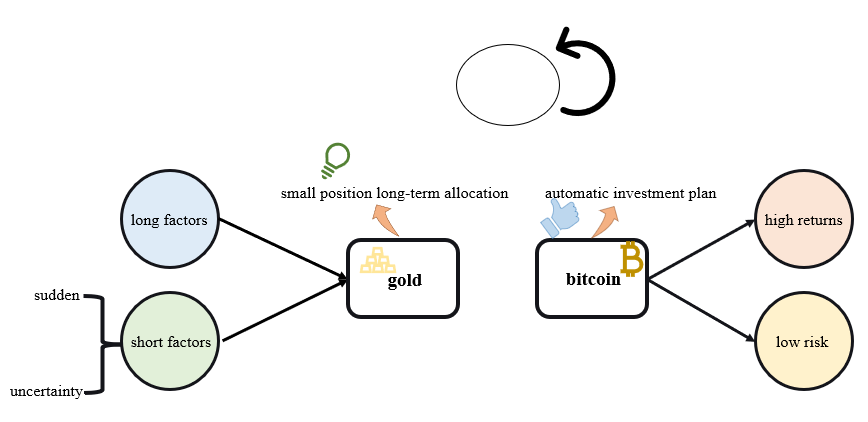 small position long-term allocation
automatic investment plan
long factors
high returns
gold
bitcoin
sudden
short factors
low risk
uncertainty